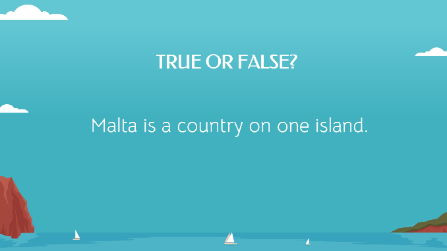 TRUE OR FALSE?
Malta is a country on one island.